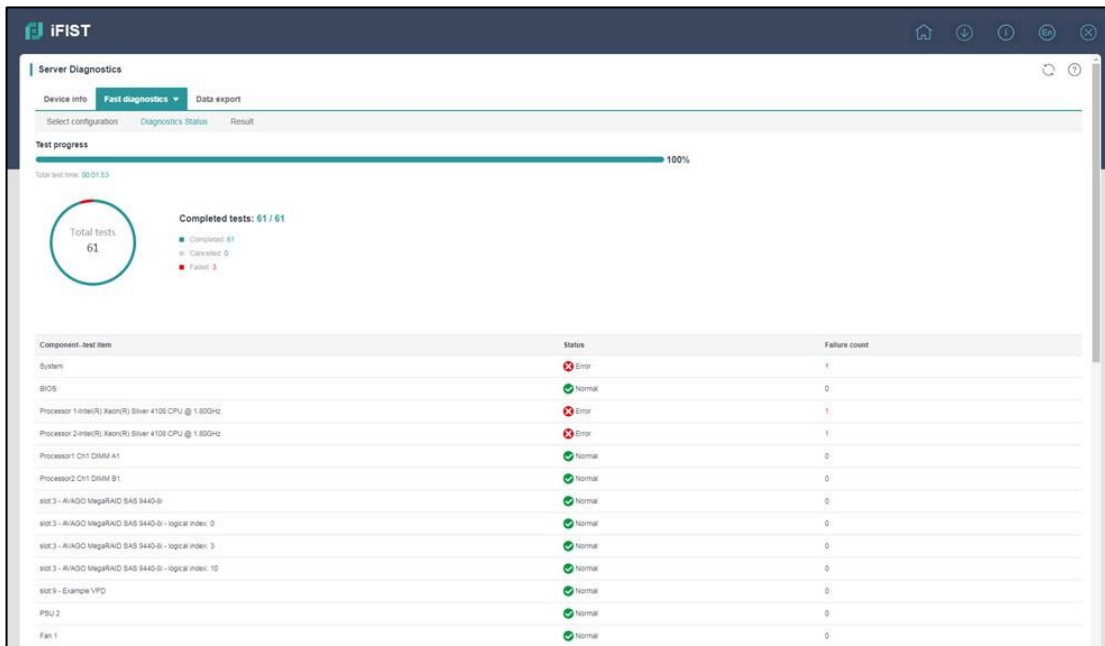 iFIST
En
Server Diagnostics
Device info Fast diagnostics Data export
Select configuration Diagnostics Status Result
Test progress
100%
Total test time: 00:01:53
Total tests
61
Completed tests: 61 / 61
Completed: 61
Cancelled: 0
Failed: 3
Component--test item Status Failure count
System Error 1
BIOS Normal 0
Processor 1-Intel(R) Xeon(R) Silver 4108 CPU @ 1.80GHz Error 1
Processor 2-Intel(R) Xeon(R) Silver 4108 CPU @ 1.80GHz Error 1
Processor1 Ch1 DIMM A1 Normal 0
Processor2 Ch1 DIMM B1 Normal 0
slot:3 - AVAGO MegaRAID SAS 9440-8i Normal 0
slot:3 - AVAGO MegaRAID SAS 9440-8i - logical index: 0 Normal 0
slot:3 - AVAGO MegaRAID SAS 9440-8i - logical index: 3 Normal 0
slot:3 - AVAGO MegaRAID SAS 9440-8i - logical index: 10 Normal 0
slot:9 - Example VPD Normal 0
PSU 2 Normal 0
Fan 1 Normal 0